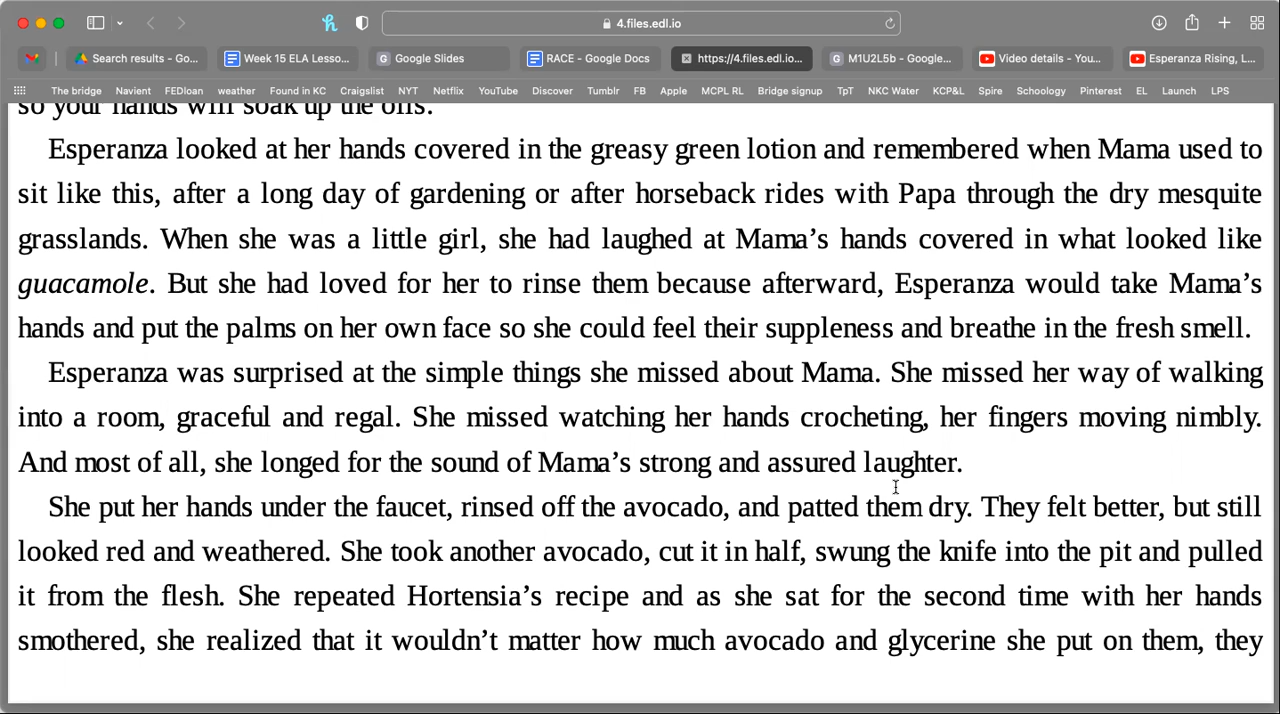 4.files.edl.io
Search results - Go...
Week 15 ELA Lesso...
Google Slides
RACE - Google Docs
https://4.files.edl.io...
M1U2L5b - Google...
Video details - You...
Esperanza Rising, L...
The bridge Navient FEDloan weather Found in KC Craigslist NYT Netflix YouTube Discover Tumblr FB Apple MCPL RL Bridge signup TpT NKC Water KCP&L Spire Schoology Pinterest EL Launch LPS
so your hands will soak up the oils.
Esperanza looked at her hands covered in the greasy green lotion and remembered when Mama used to
sit like this, after a long day of gardening or after horseback rides with Papa through the dry mesquite
grasslands. When she was a little girl, she had laughed at Mama’s hands covered in what looked like
guacamole. But she had loved for her to rinse them because afterward, Esperanza would take Mama’s
hands and put the palms on her own face so she could feel their suppleness and breathe in the fresh smell.
Esperanza was surprised at the simple things she missed about Mama. She missed her way of walking
into a room, graceful and regal. She missed watching her hands crocheting, her fingers moving nimbly.
And most of all, she longed for the sound of Mama’s strong and assured laughter.
She put her hands under the faucet, rinsed off the avocado, and patted them dry. They felt better, but still
looked red and weathered. She took another avocado, cut it in half, swung the knife into the pit and pulled
it from the flesh. She repeated Hortensia’s recipe and as she sat for the second time with her hands
smothered, she realized that it wouldn’t matter how much avocado and glycerine she put on them, they